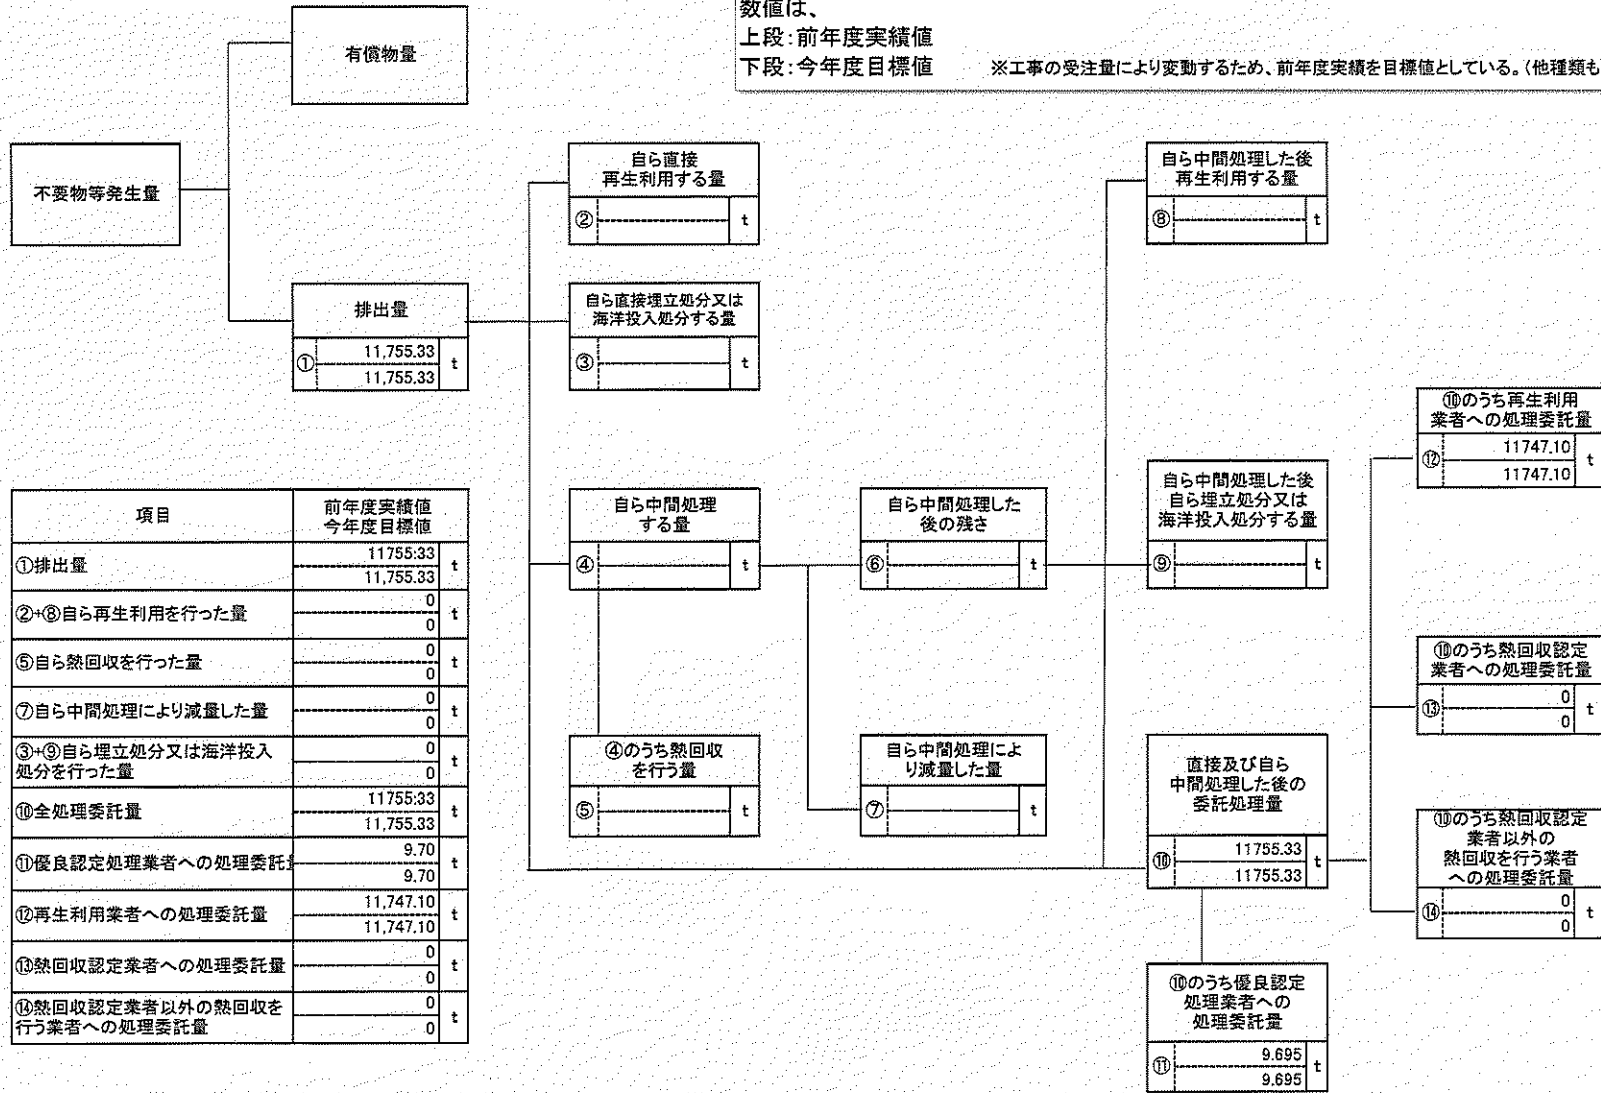 数値は、
上段:前年度実績値
下段:今年度目標値 ※工事の受注量により変動するため、前年度実績を目標値としている。(他種類も
有償物量
不要物等発生量
排出量
① 11,755.33 t
11,755.33
自ら直接
再生利用する量
② t
自ら直接埋立処分又は
海洋投入処分する量
③ t
自ら中間処理
する量
④ t
④のうち熱回収
を行う量
⑤ t
自ら中間処理した
後の残さ
⑥ t
自ら中間処理によ
り減量した量
⑦ t
自ら中間処理した後
再生利用する量
⑧ t
自ら中間処理した後
自ら埋立処分又は
海洋投入処分する量
⑨ t
直接及び自ら
中間処理した後の
委託処理量
⑩ 11755.33 t
11755.33
⑩のうち優良認定
処理業者への
処理委託量
⑪ 9.695 t
9.695
⑩のうち再生利用
業者への処理委託量
⑫ 11747.10 t
11747.10
⑩のうち熱回収認定
業者への処理委託量
⑬ 0 t
0
⑩のうち熱回収認定
業者以外の
熱回収を行う業者
への処理委託量
⑭ 0 t
0
項目 前年度実績値
今年度目標値
①排出量 11755.33 t
11,755.33
②+⑧自ら再生利用を行った量 0 t
0
⑤自ら熱回収を行った量 0 t
0
⑦自ら中間処理により減量した量 0 t
0
③+⑨自ら埋立処分又は海洋投入
処分を行った量 0 t
0
⑩全処理委託量 11755.33 t
11,755.33
⑪優良認定処理業者への処理委託 9.70 t
9.70
⑫再生利用業者への処理委託量 11,747.10 t
11,747.10
⑬熱回収認定業者への処理委託量 0 t
0
⑭熱回収認定業者以外の熱回収を
行う業者への処理委託量 0 t
0